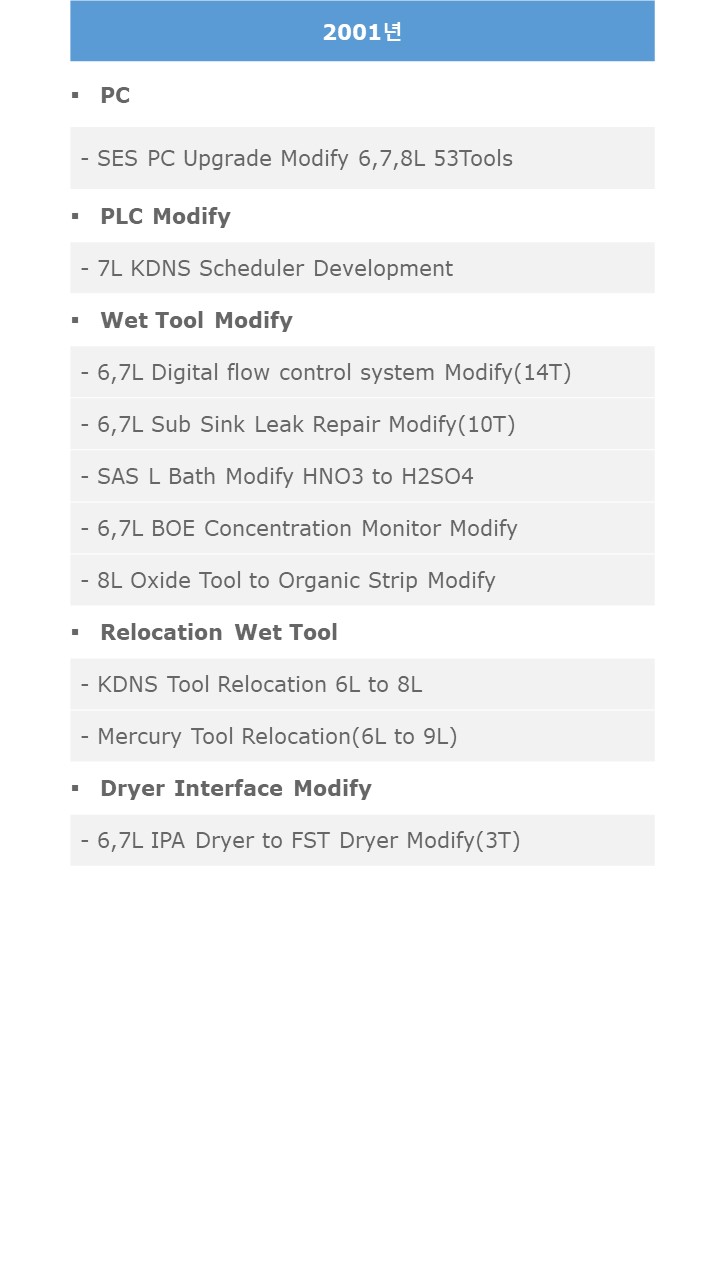 2001년
▪ PC
- SES PC Upgrade Modify 6,7,8L 53Tools
▪ PLC Modify
- 7L KDNS Scheduler Development
▪ Wet Tool Modify
- 6,7L Digital flow control system Modify(14T)
- 6,7L Sub Sink Leak Repair Modify(10T)
- SAS L Bath Modify HNO3 to H2SO4
- 6,7L BOE Concentration Monitor Modify
- 8L Oxide Tool to Organic Strip Modify
▪ Relocation Wet Tool
- KDNS Tool Relocation 6L to 8L
- Mercury Tool Relocation(6L to 9L)
▪ Dryer Interface Modify
- 6,7L IPA Dryer to FST Dryer Modify(3T)